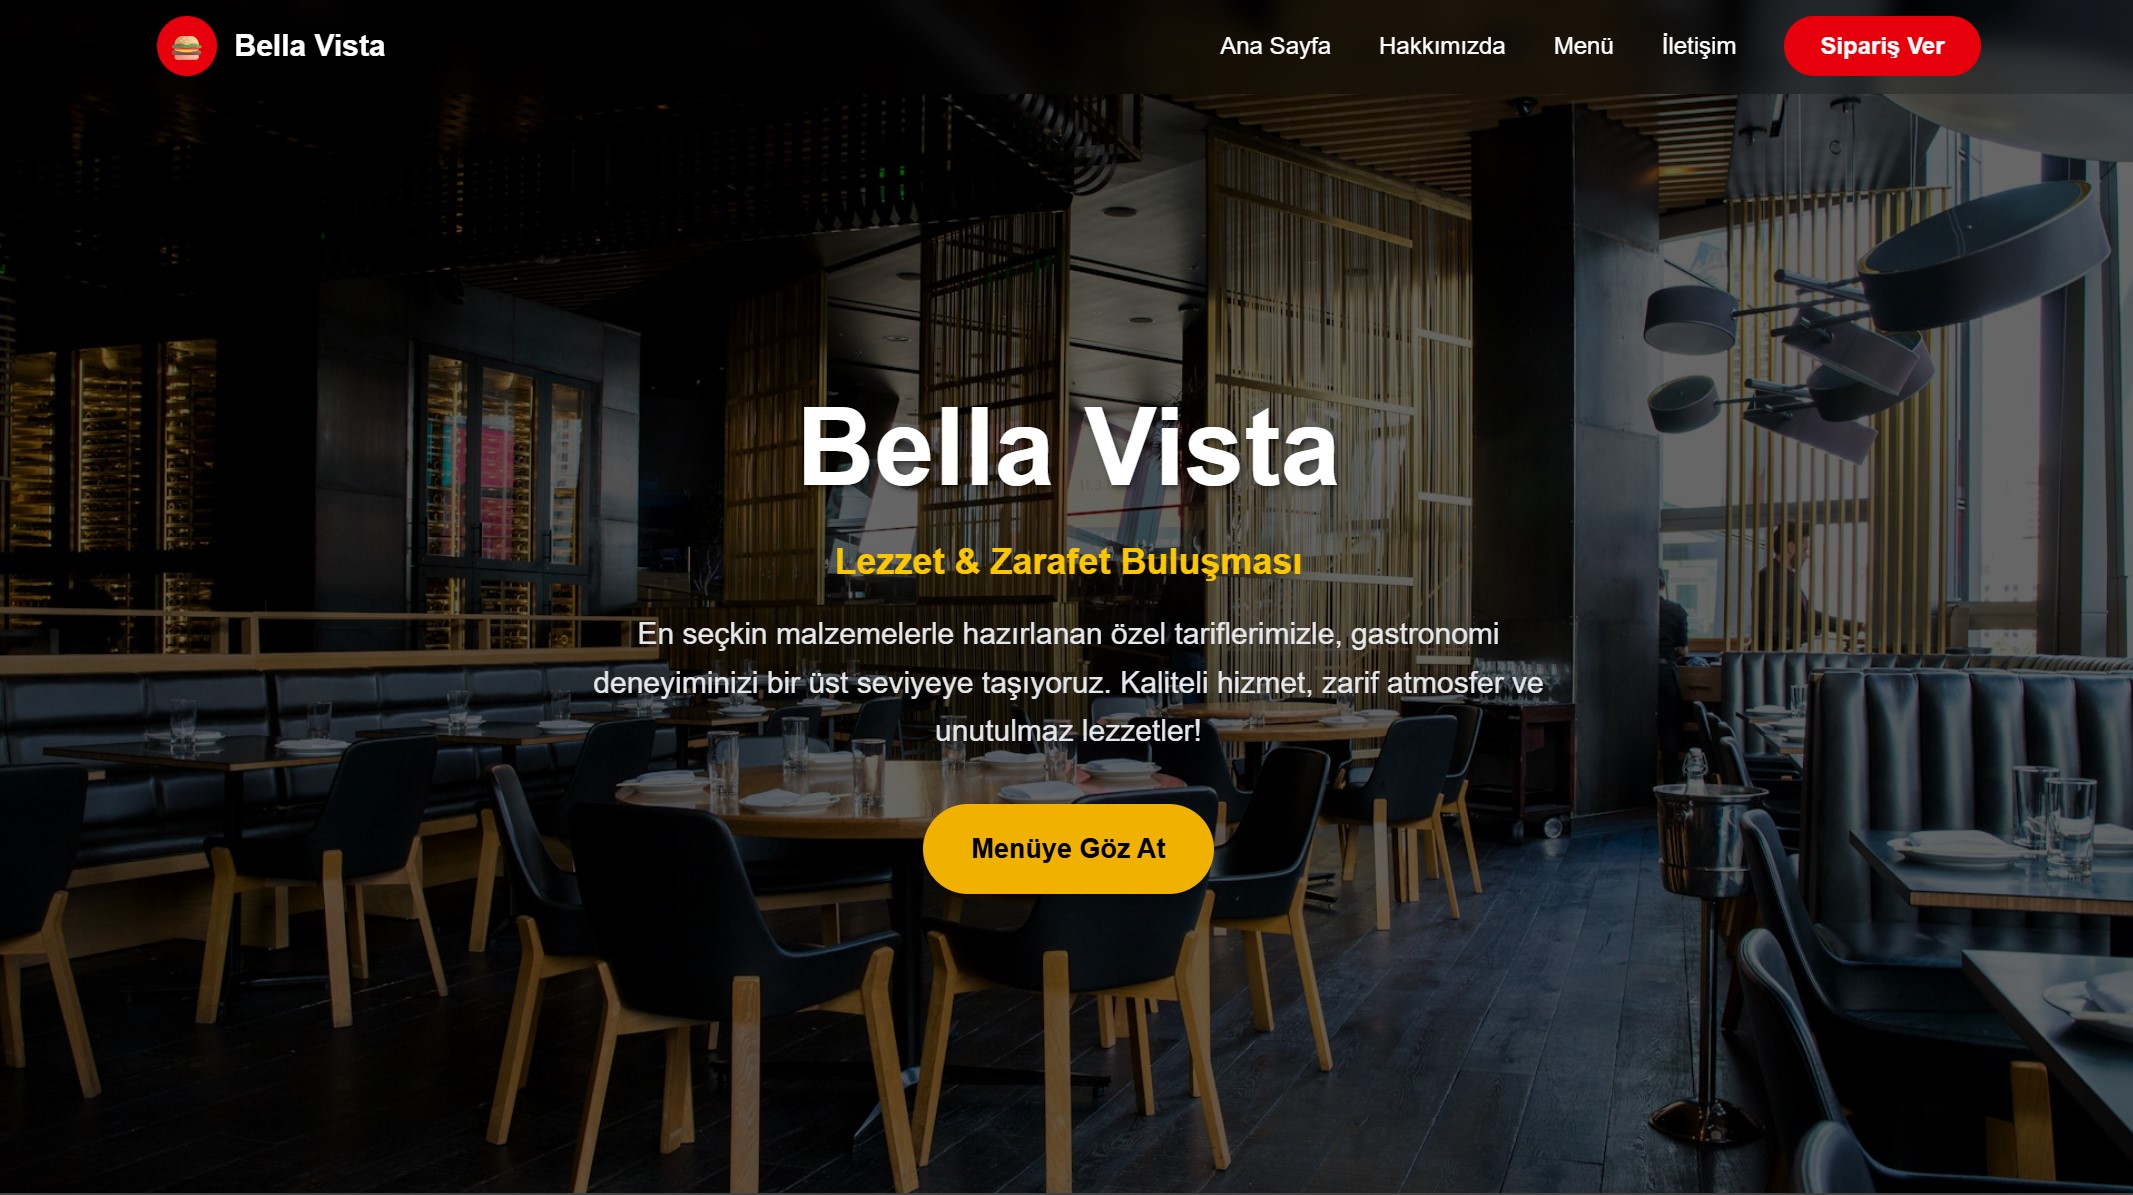 Bella Vista
Ana Sayfa
Hakkımızda
Menü
İletişim
Sipariş Ver
Bella Vista
Lezzet & Zarafet Buluşması
En seçkin malzemelerle hazırlanan özel tariflerimizle, gastronomi
deneyiminizi bir üst seviyeye taşıyoruz. Kaliteli hizmet, zarif atmosfer ve
unutulmaz lezzetler!
Menüye Göz At